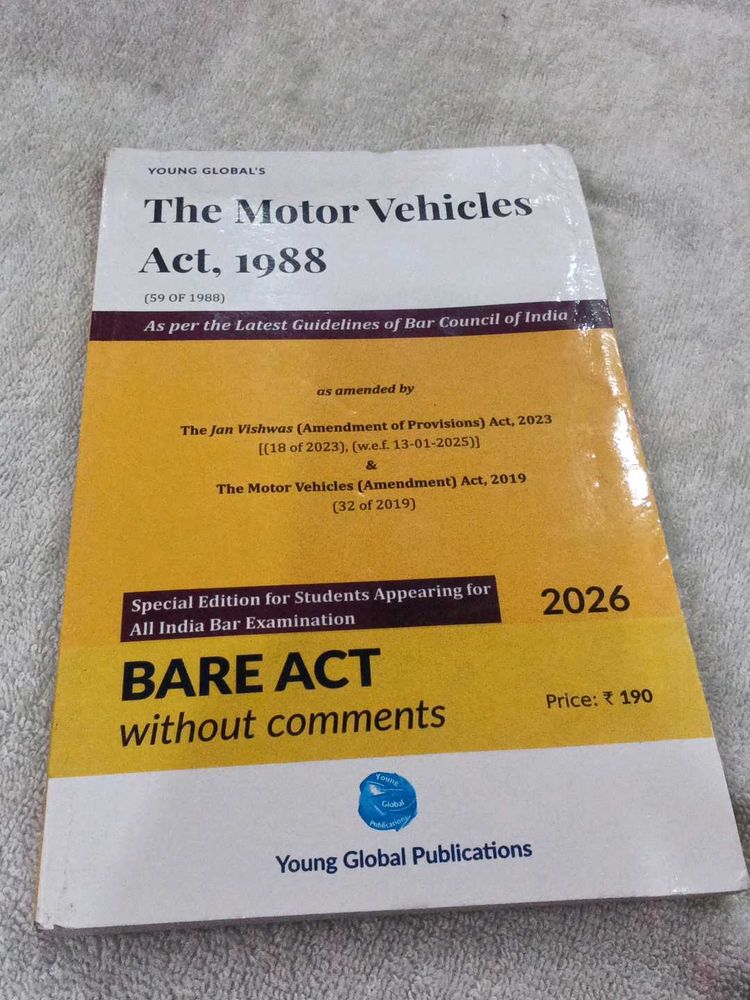 YOUNG GLOBAL'S
The Motor Vehicles
Act, 1988
(59 OF 1988)
As per the Latest Guidelines of Bar Council of India
as amended by
The Jan Vishwas (Amendment of Provisions) Act, 2023
[(18 of 2023), (w.e.f. 13-01-2025)]
&
The Motor Vehicles (Amendment) Act, 2019
(32 of 2019)
Special Edition for Students Appearing for
All India Bar Examination
2026
BARE ACT
without comments
Price: ₹ 190
Young
Global
Publications
Young Global Publications